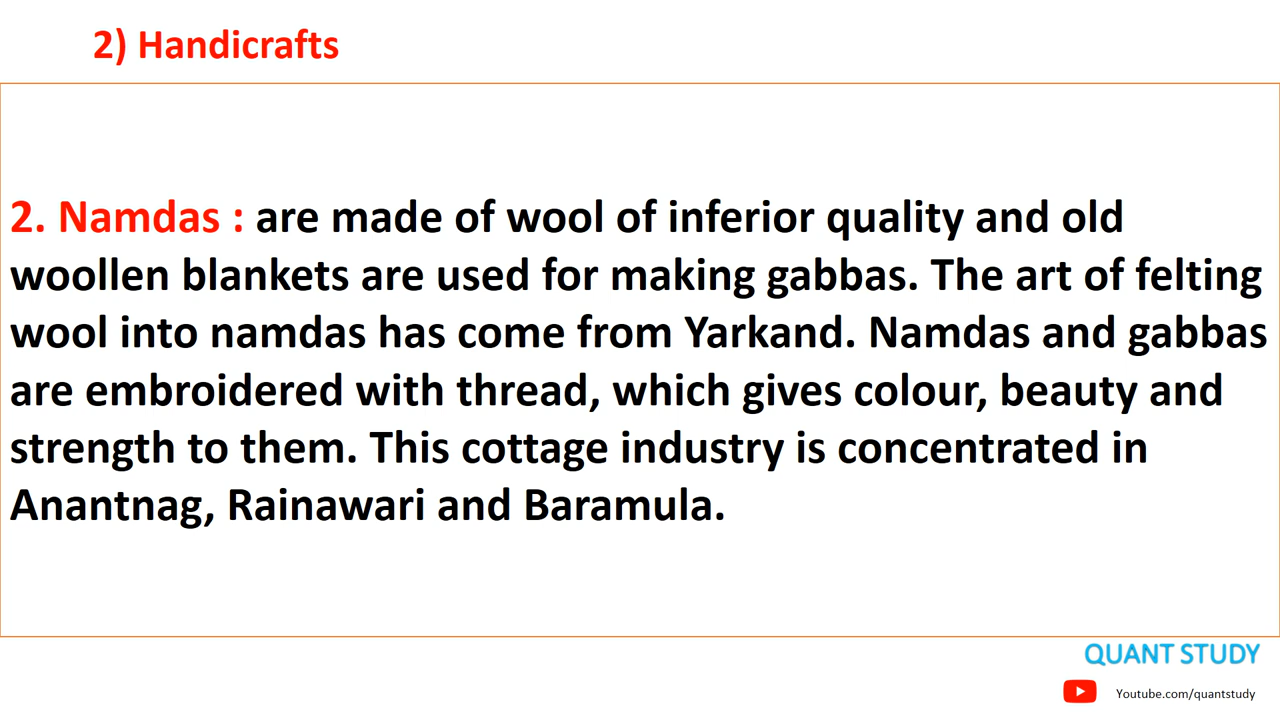 2) Handicrafts
2. Namdas : are made of wool of inferior quality and old
woollen blankets are used for making gabbas. The art of felting
wool into namdas has come from Yarkand. Namdas and gabbas
are embroidered with thread, which gives colour, beauty and
strength to them. This cottage industry is concentrated in
Anantnag, Rainawari and Baramula.
QUANT STUDY
Youtube.com/quantstudy